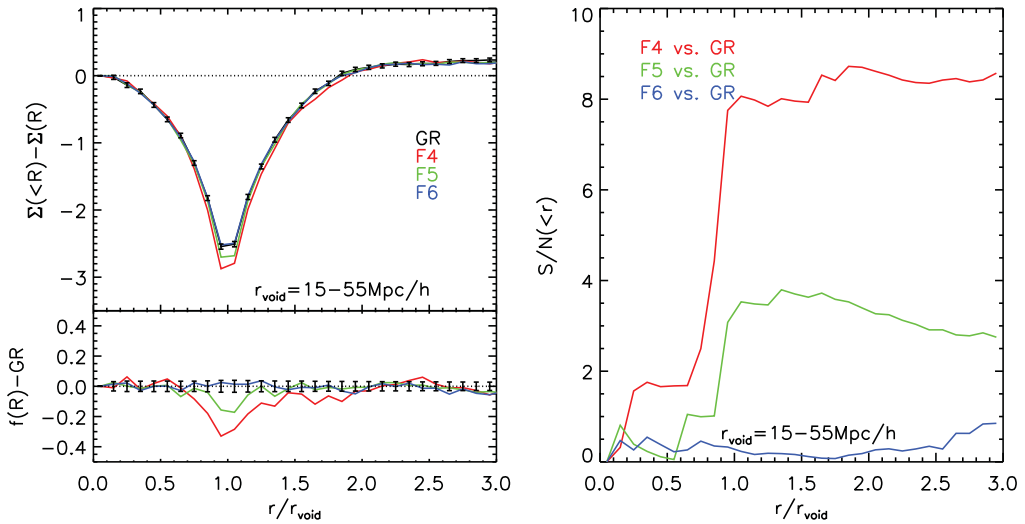 1
0
−1
−2
−3
Σ(<R)−Σ(R)
GR
F4
F5
F6
r_void=15−55Mpc/h
0.4
0.2
0.0
−0.2
−0.4
f(R)−GR
0.0 0.5 1.0 1.5 2.0 2.5 3.0
r/r_void
10
8
6
4
2
0
S/N(<r)
F4 vs. GR
F5 vs. GR
F6 vs. GR
r_void=15−55Mpc/h
0.0 0.5 1.0 1.5 2.0 2.5 3.0
r/r_void